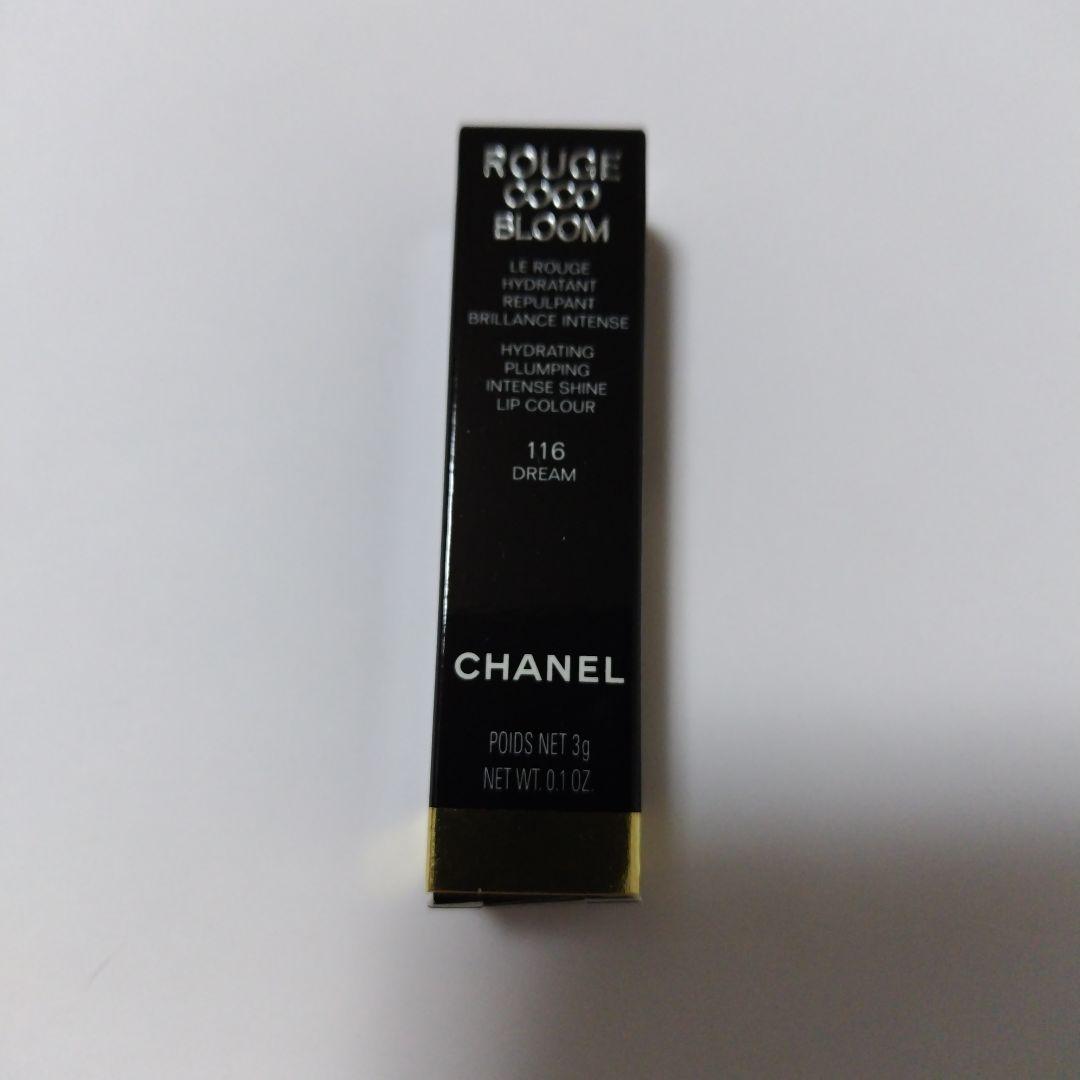 ROUGE
COCO
BLOOM
LE ROUGE
HYDRATANT
REPULPANT
BRILLANCE INTENSE
HYDRATING
PLUMPING
INTENSE SHINE
LIP COLOUR
116
DREAM
CHANEL
POIDS NET 3g
NET WT. 0.1 OZ.